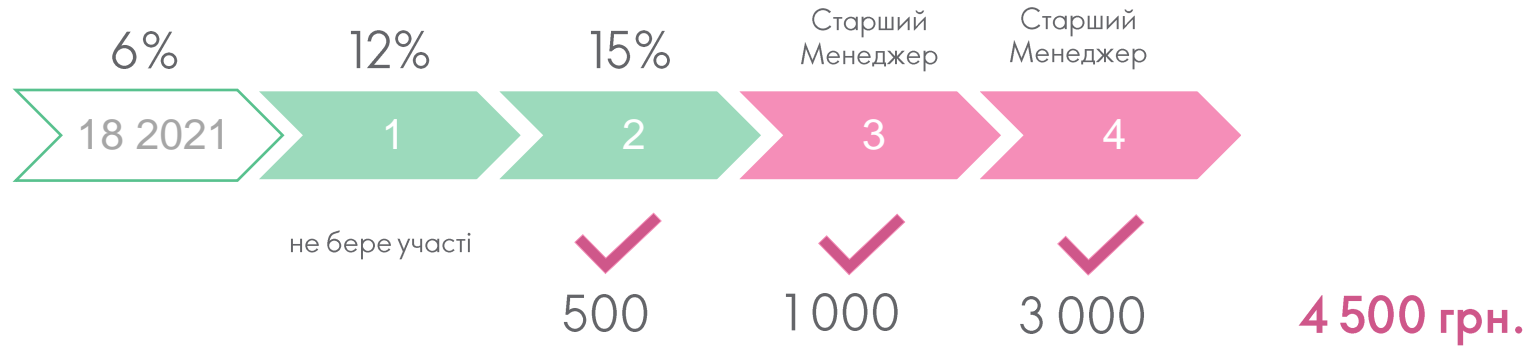 6%
12%
15%
Старший
Менеджер
Старший
Менеджер
18 2021
1
2
3
4
не бере участі
500
1 000
3 000
4 500 грн.